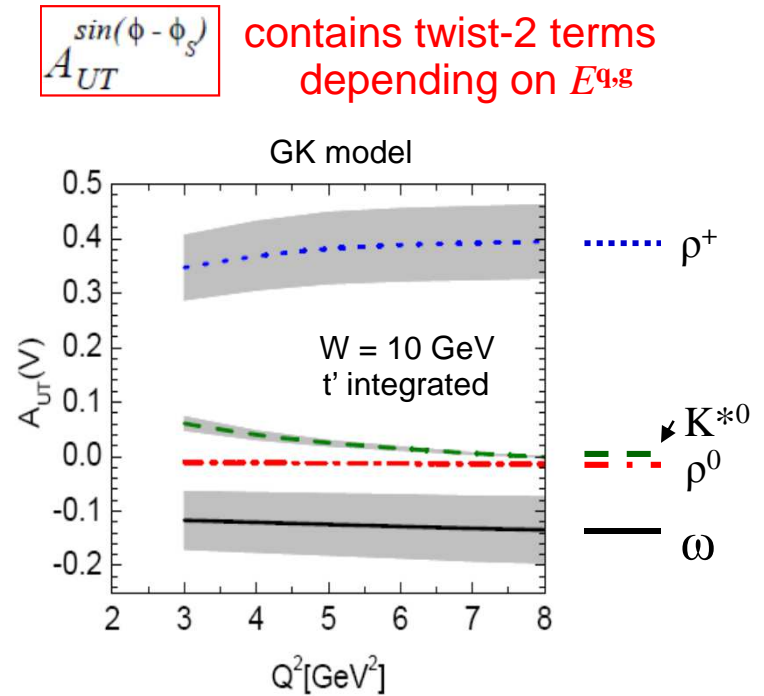 A_UT^sin(ϕ - ϕ_S) contains twist-2 terms
depending on E^q,g
GK model
0.5
0.4
0.3
0.2
0.1
0.0
-0.1
-0.2
A_UT(V)
W = 10 GeV
t’ integrated
2 3 4 5 6 7 8
Q²[GeV²]
ρ⁺
K*⁰
ρ⁰
ω